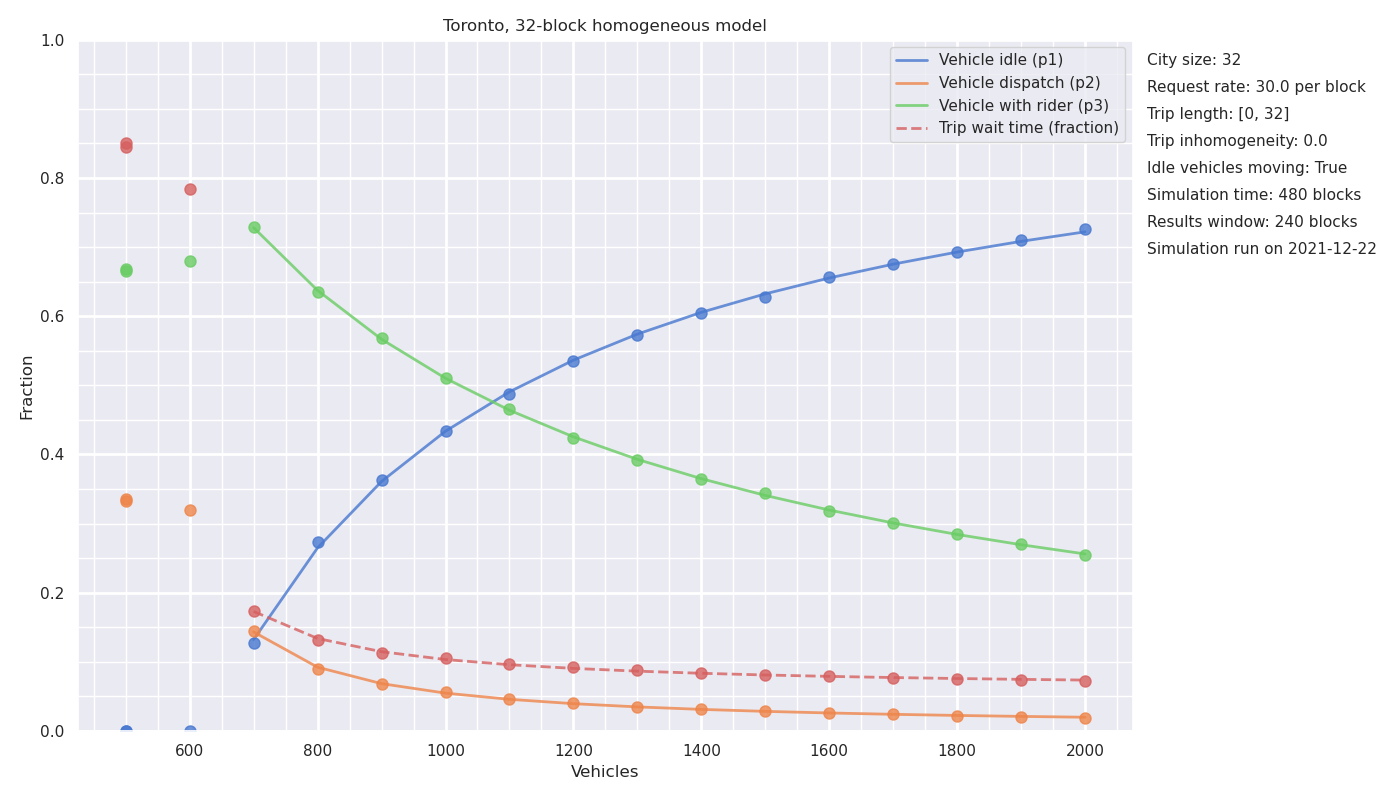 Toronto, 32-block homogeneous model
1.0
0.8
0.6
0.4
0.2
0.0
Fraction
600
800
1000
1200
1400
1600
1800
2000
Vehicles
Vehicle idle (p1)
Vehicle dispatch (p2)
Vehicle with rider (p3)
Trip wait time (fraction)
City size: 32
Request rate: 30.0 per block
Trip length: [0, 32]
Trip inhomogeneity: 0.0
Idle vehicles moving: True
Simulation time: 480 blocks
Results window: 240 blocks
Simulation run on 2021-12-22